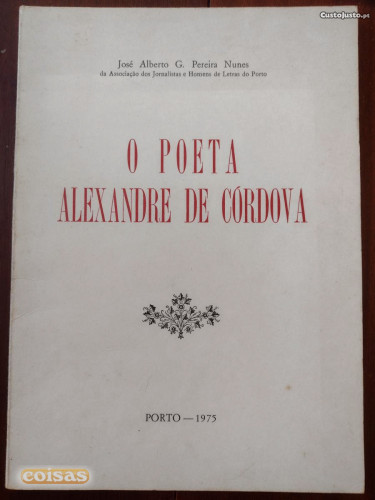 CustoJusto.pt
José Alberto G. Pereira Nunes
da Associação dos Jornalistas e Homens de Letras do Porto
O POETA
ALEXANDRE DE CÓRDOVA
PORTO — 1975
coisas